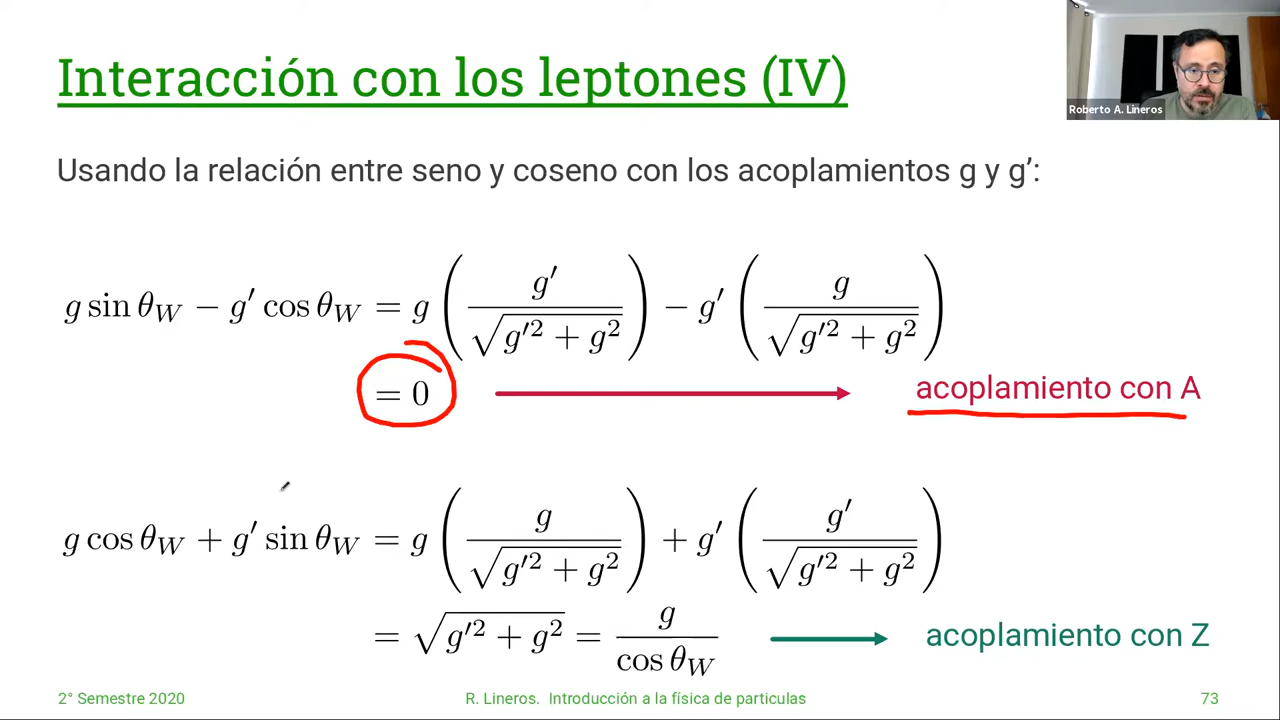 Interacción con los leptones (IV)
Roberto A. Lineros
Usando la relación entre seno y coseno con los acoplamientos g y g’:
g sin θ_W − g′ cos θ_W = g ( g′ / √(g′² + g²) ) − g′ ( g / √(g′² + g²) )
= 0
acoplamiento con A
g cos θ_W + g′ sin θ_W = g ( g / √(g′² + g²) ) + g′ ( g′ / √(g′² + g²) )
= √(g′² + g²) = g / cos θ_W
acoplamiento con Z
2° Semestre 2020
R. Lineros. Introducción a la física de particulas
73